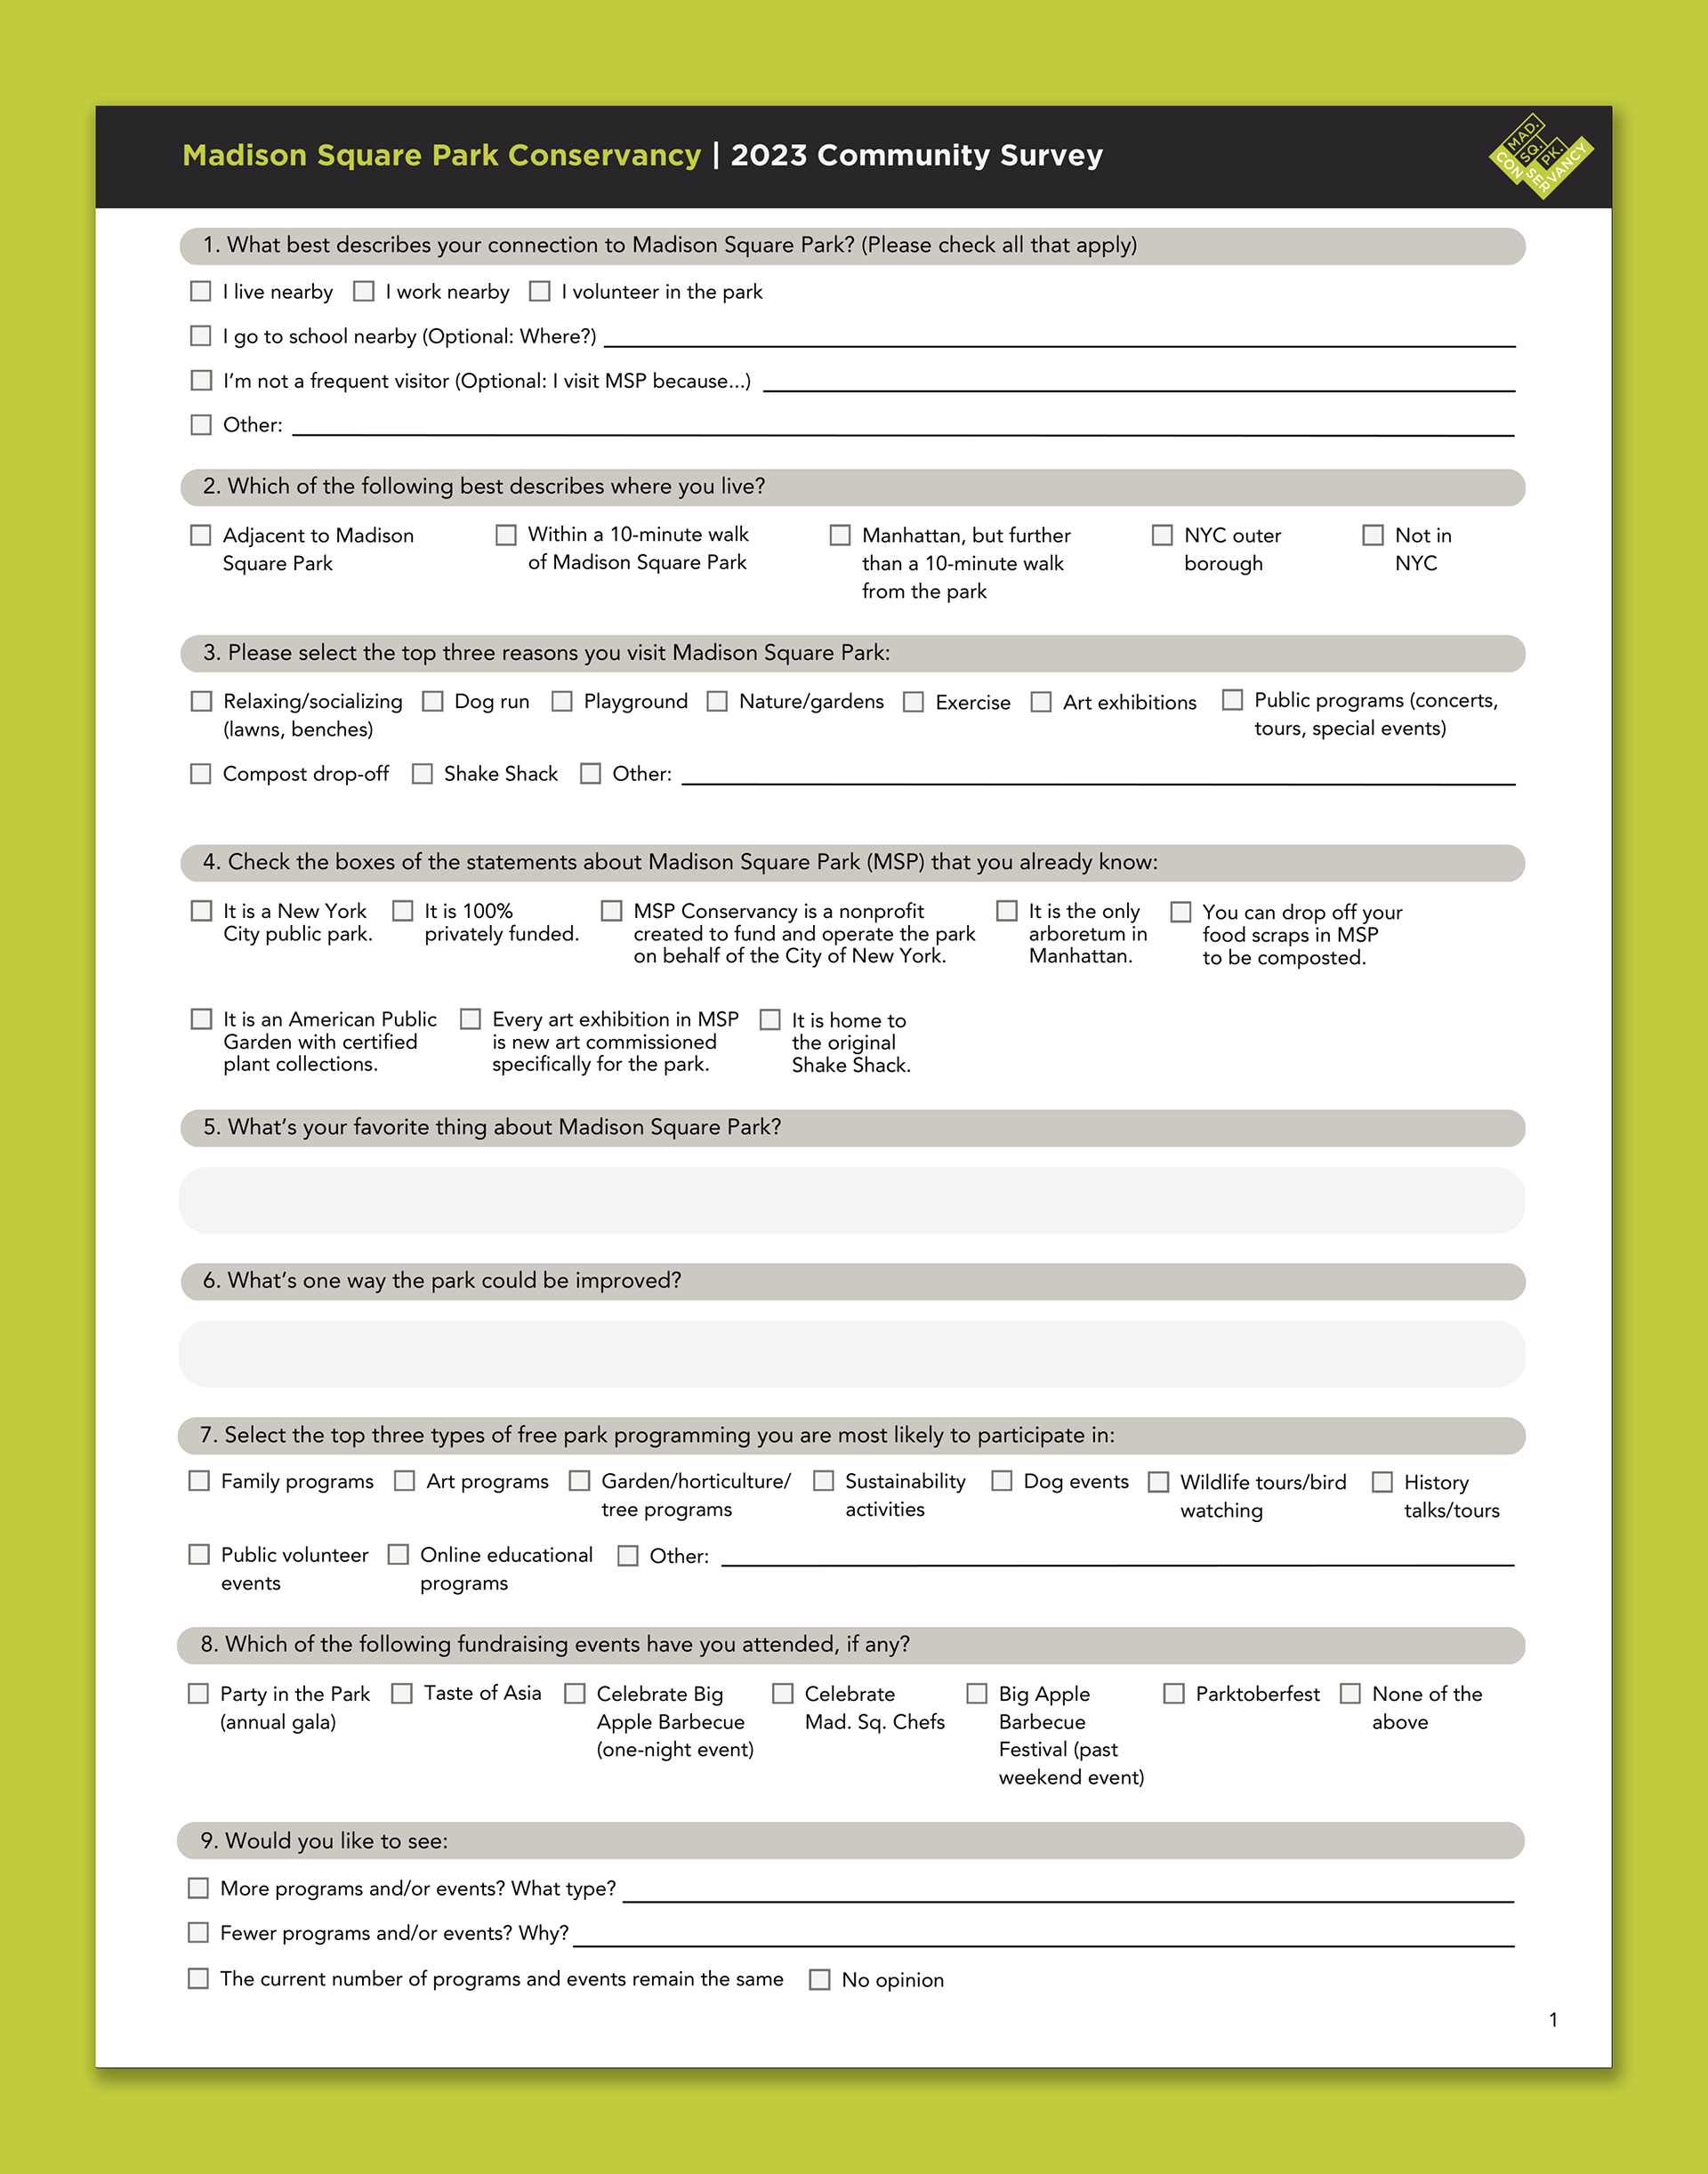 Madison Square Park Conservancy | 2023 Community Survey
MAD.
SQ. PK.
CON SERVANCY
1. What best describes your connection to Madison Square Park? (Please check all that apply)
I live nearby I work nearby I volunteer in the park
I go to school nearby (Optional: Where?)
I'm not a frequent visitor (Optional: I visit MSP because...)
Other:
2. Which of the following best describes where you live?
Adjacent to Madison
Square Park
Within a 10-minute walk
of Madison Square Park
Manhattan, but further
than a 10-minute walk
from the park
NYC outer
borough
Not in
NYC
3. Please select the top three reasons you visit Madison Square Park:
Relaxing/socializing
(lawns, benches)
Dog run
Playground
Nature/gardens
Exercise
Art exhibitions
Public programs (concerts,
tours, special events)
Compost drop-off
Shake Shack
Other:
4. Check the boxes of the statements about Madison Square Park (MSP) that you already know:
It is a New York
City public park.
It is 100%
privately funded.
MSP Conservancy is a nonprofit
created to fund and operate the park
on behalf of the City of New York.
It is the only
arboretum in
Manhattan.
You can drop off your
food scraps in MSP
to be composted.
It is an American Public
Garden with certified
plant collections.
Every art exhibition in MSP
is new art commissioned
specifically for the park.
It is home to
the original
Shake Shack.
5. What's your favorite thing about Madison Square Park?
6. What's one way the park could be improved?
7. Select the top three types of free park programming you are most likely to participate in:
Family programs
Art programs
Garden/horticulture/
tree programs
Sustainability
activities
Dog events
Wildlife tours/bird
watching
History
talks/tours
Public volunteer
events
Online educational
programs
Other:
8. Which of the following fundraising events have you attended, if any?
Party in the Park
(annual gala)
Taste of Asia
Celebrate Big
Apple Barbecue
(one-night event)
Celebrate
Mad. Sq. Chefs
Big Apple
Barbecue
Festival (past
weekend event)
Parktoberfest
None of the
above
9. Would you like to see:
More programs and/or events? What type?
Fewer programs and/or events? Why?
The current number of programs and events remain the same
No opinion
1